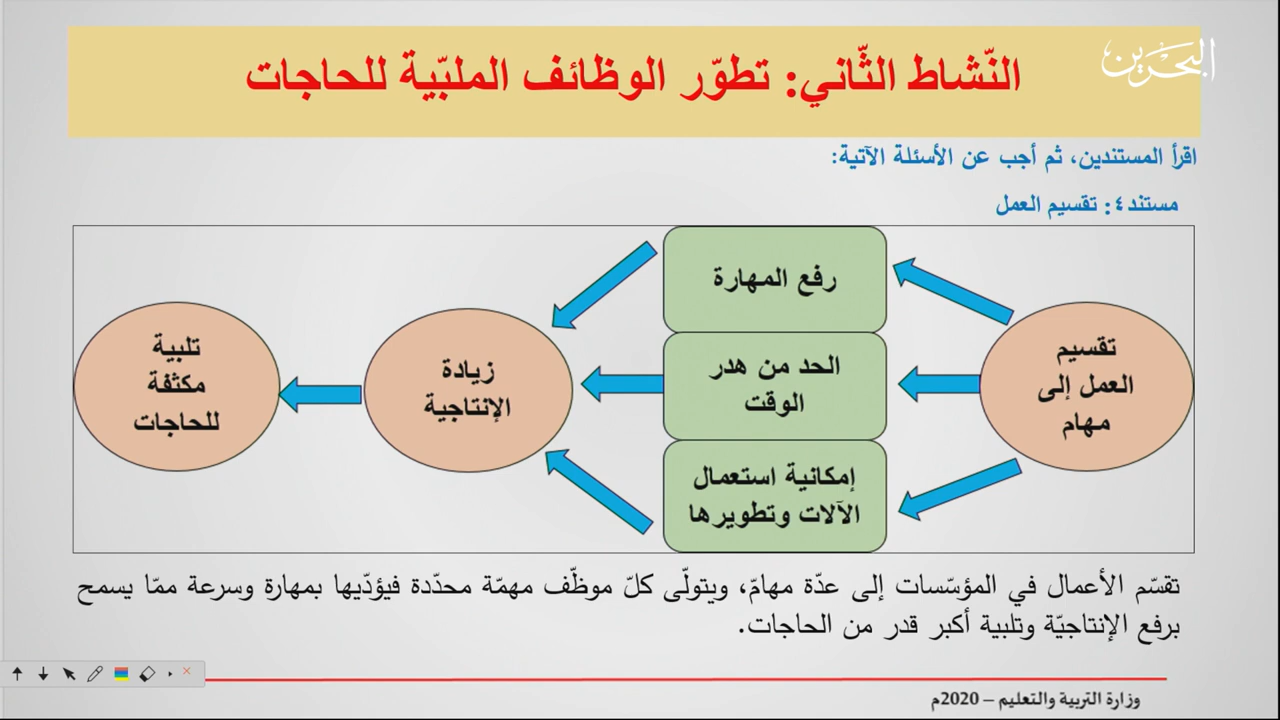 البحرين
النّشاط الثّاني: تطوّر الوظائف الملبّية للحاجات
اقرأ المستندين، ثم أجب عن الأسئلة الآتية:
مستند٤: تقسيم العمل
تقسيم
العمل إلى
مهام
رفع المهارة
الحد من هدر
الوقت
إمكانية استعمال
الآلات وتطويرها
زيادة
الإنتاجية
تلبية
مكثفة
للحاجات
تقسّم الأعمال في المؤسّسات إلى عدّة مهامّ، ويتولّى كلّ موظّف مهمّة محدّدة فيؤدّيها بمهارة وسرعة ممّا يسمح
برفع الإنتاجيّة وتلبية أكبر قدر من الحاجات.
وزارة التربية والتعليم – 2020م